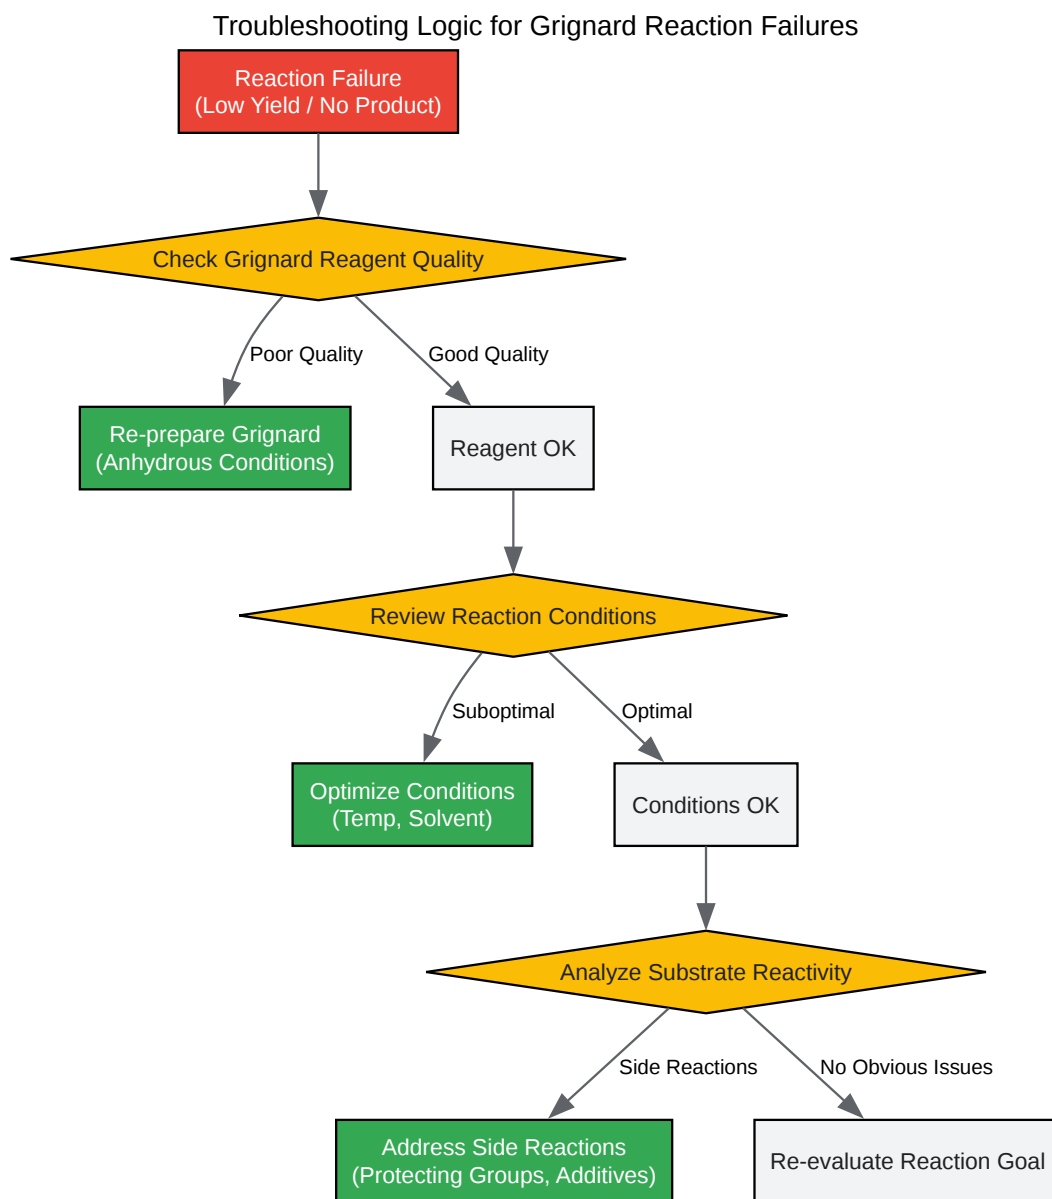 Troubleshooting Logic for Grignard Reaction Failures
Reaction Failure
(Low Yield / No Product)
Check Grignard Reagent Quality
Poor Quality
Good Quality
Re-prepare Grignard
(Anhydrous Conditions)
Reagent OK
Review Reaction Conditions
Suboptimal
Optimal
Optimize Conditions
(Temp, Solvent)
Conditions OK
Analyze Substrate Reactivity
Side Reactions
No Obvious Issues
Address Side Reactions
(Protecting Groups, Additives)
Re-evaluate Reaction Goal